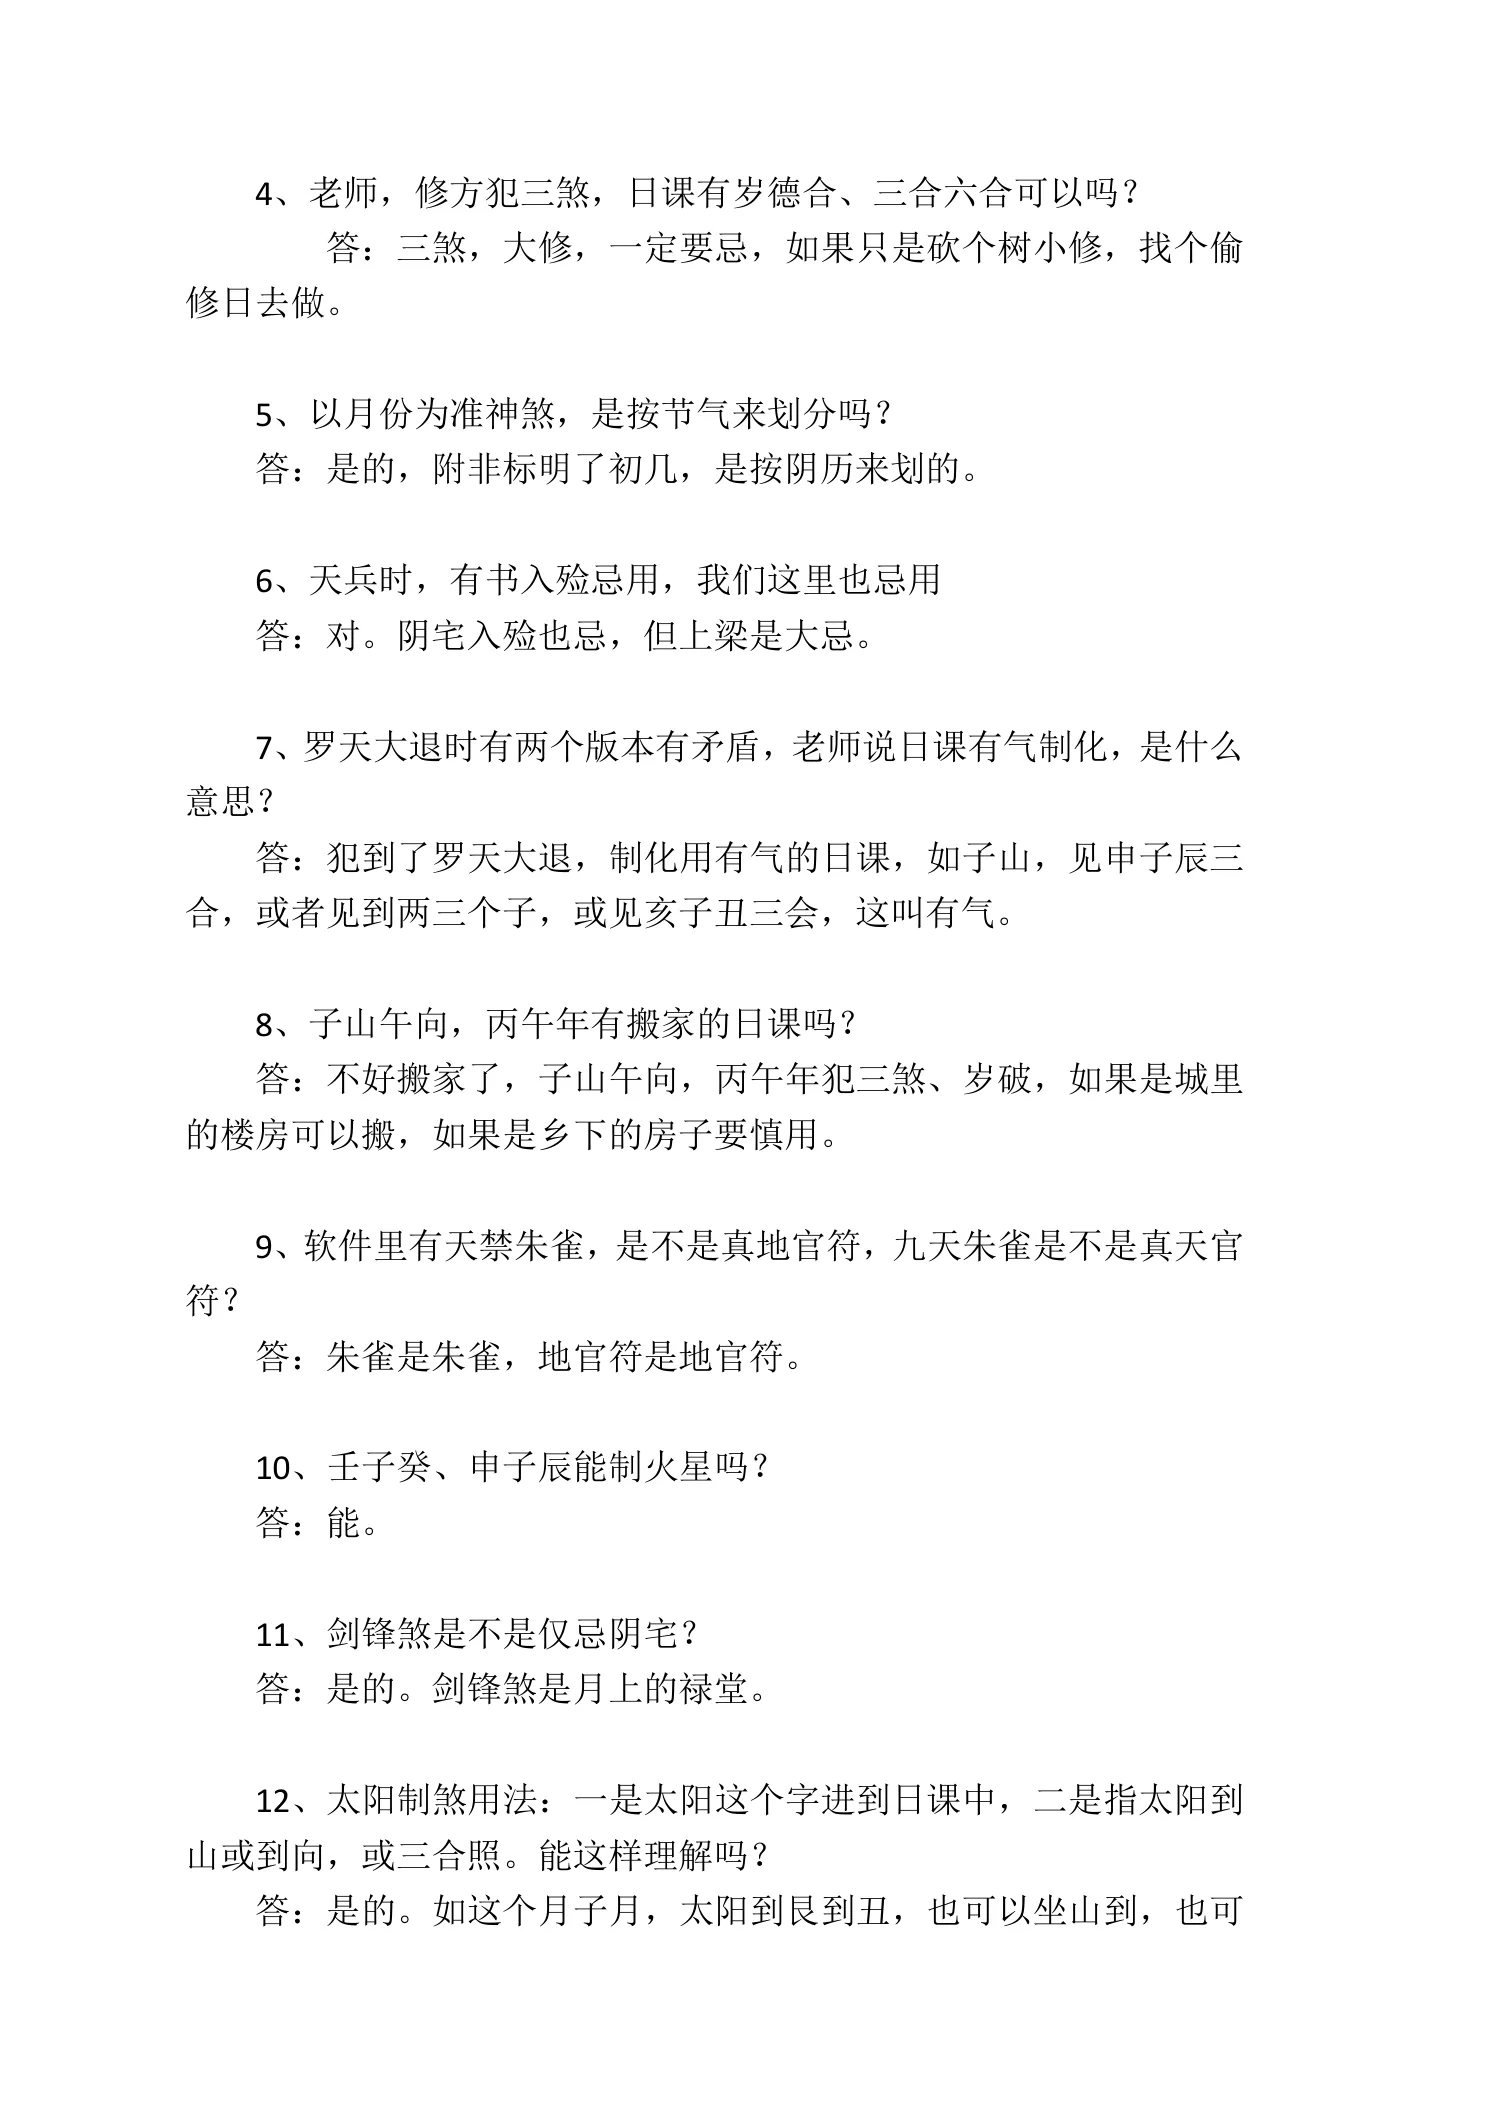 4、老师，修方犯三煞，日课有岁德合、三合六合可以吗？
答：三煞，大修，一定要忌，如果只是砍个树小修，找个偷
修日去做。
5、以月份为准神煞，是按节气来划分吗？
答：是的，附非标明了初几，是按阴历来划的。
6、天兵时，有书入殓忌用，我们这里也忌用
答：对。阴宅入殓也忌，但上梁是大忌。
7、罗天大退时有两个版本有矛盾，老师说日课有气制化，是什么
意思？
答：犯到了罗天大退，制化用有气的日课，如子山，见申子辰三
合，或者见到两三个子，或见亥子丑三会，这叫有气。
8、子山午向，丙午年有搬家的日课吗？
答：不好搬家了，子山午向，丙午年犯三煞、岁破，如果是城里
的楼房可以搬，如果是乡下的房子要慎用。
9、软件里有天禁朱雀，是不是真地官符，九天朱雀是不是真天官
符？
答：朱雀是朱雀，地官符是地官符。
10、壬子癸、申子辰能制火星吗？
答：能。
11、剑锋煞是不是仅忌阴宅？
答：是的。剑锋煞是月上的禄堂。
12、太阳制煞用法：一是太阳这个字进到日课中，二是指太阳到
山或到向，或三合照。能这样理解吗？
答：是的。如这个月子月，太阳到艮到丑，也可以坐山到，也可